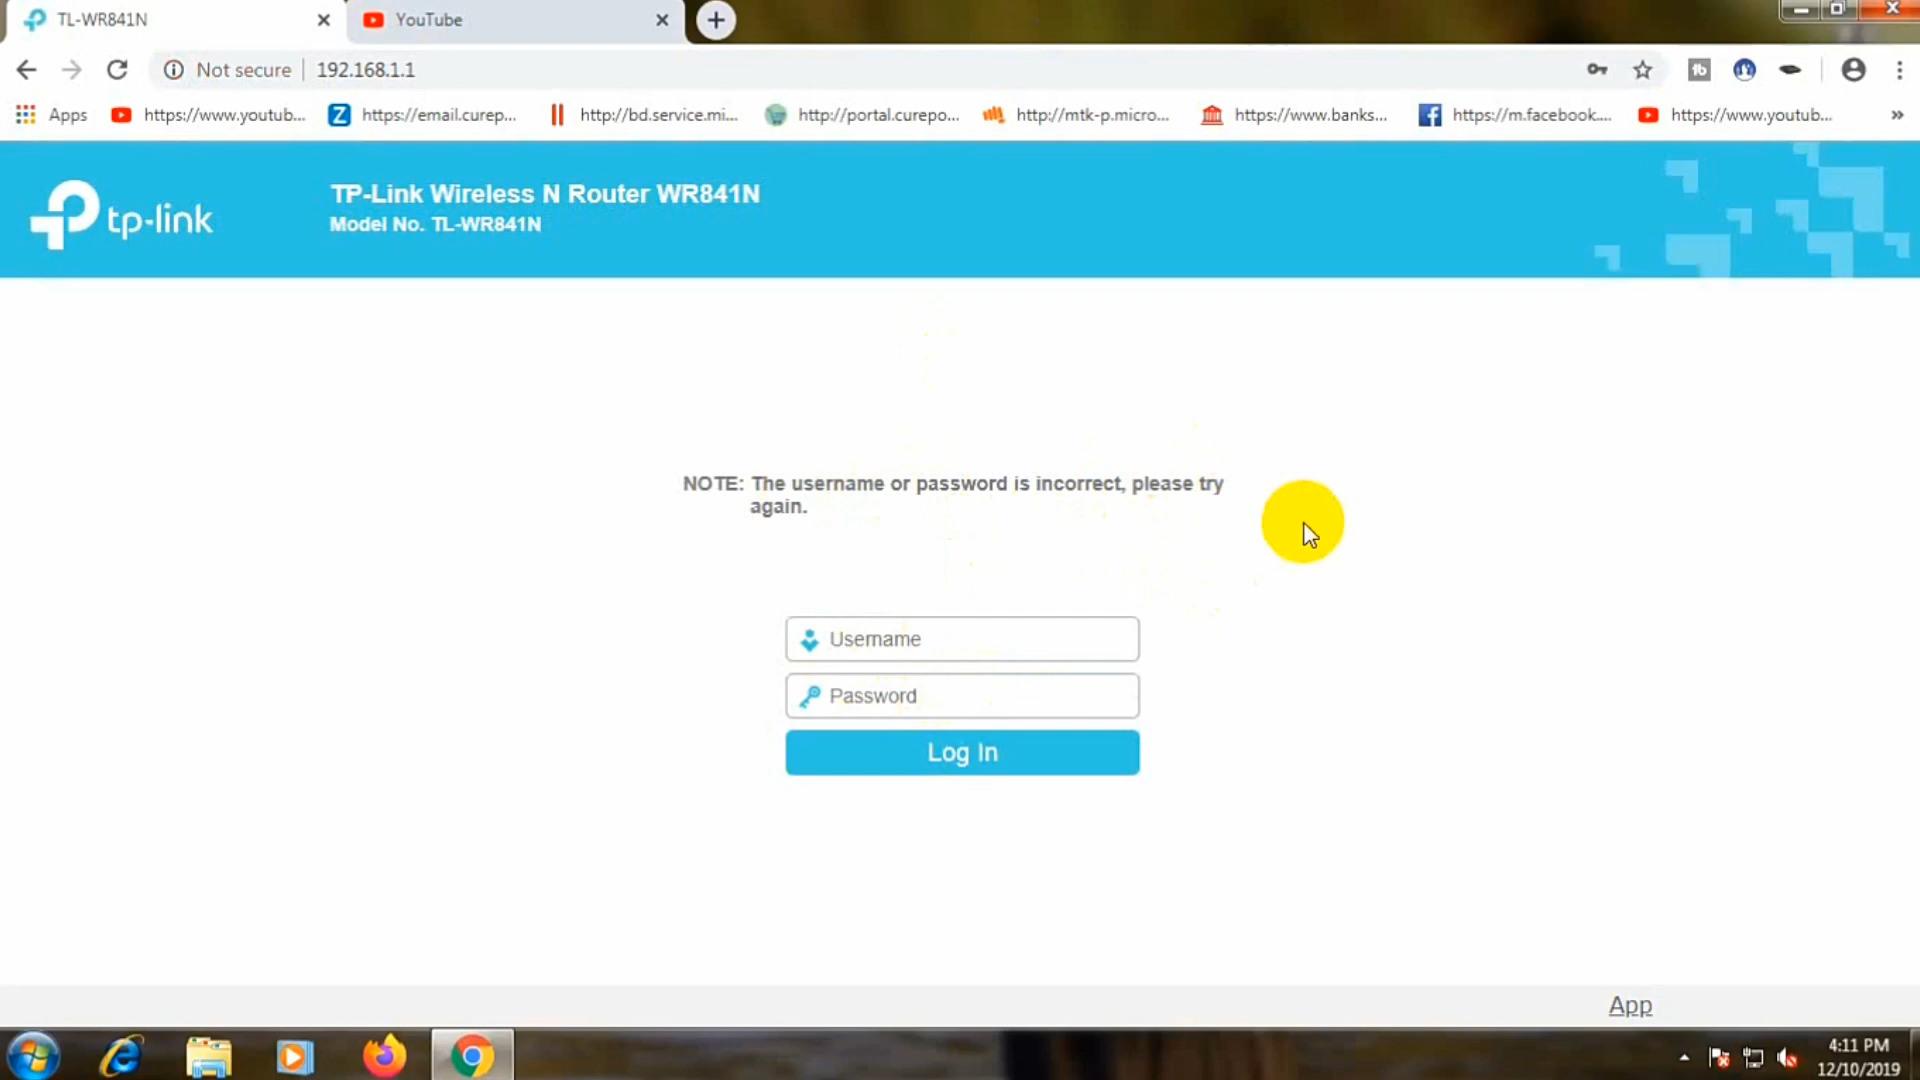 TL-WR841N
YouTube
Not secure
192.168.1.1
Apps
https://www.youtub...
https://email.curep...
http://bd.service.mi...
http://portal.curepo...
http://mtk-p.micro...
https://www.banks...
https://m.facebook....
https://www.youtub...
»
tp-link
TP-Link Wireless N Router WR841N
Model No. TL-WR841N
NOTE: The username or password is incorrect, please try
again.
Username
Password
Log In
App
4:11 PM
12/10/2019